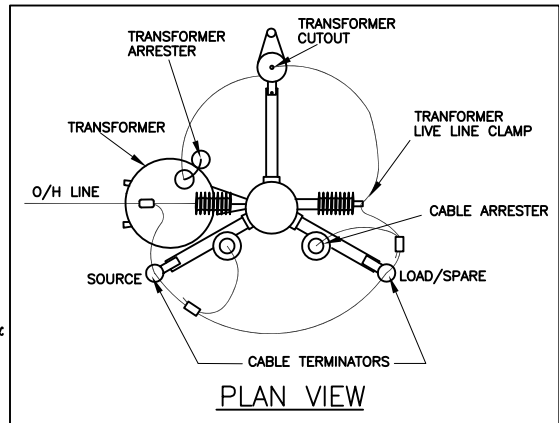 TRANSFORMER
CUTOUT
TRANSFORMER
ARRESTER
TRANFORMER
LIVE LINE CLAMP
TRANSFORMER
O/H LINE
CABLE ARRESTER
SOURCE
LOAD/SPARE
CABLE TERMINATORS
PLAN VIEW